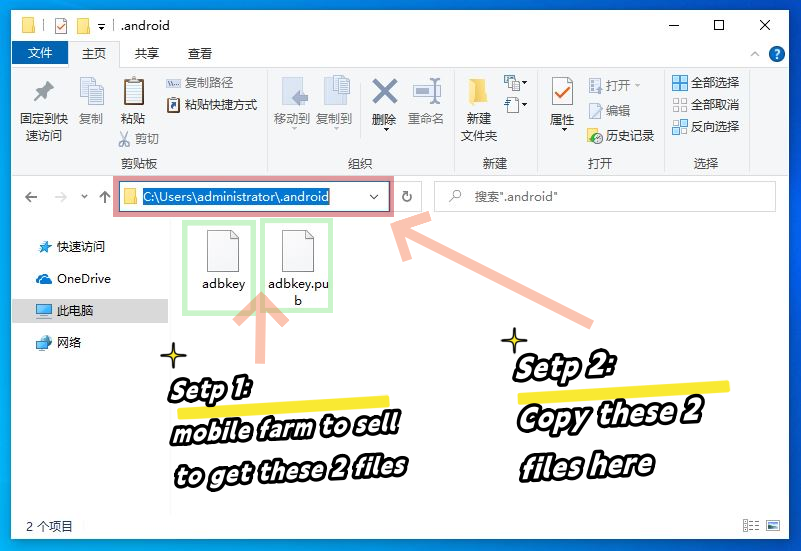 .android
文件 主页 共享 查看
复制路径 打开 全部选择
粘贴快捷方式 编辑 全部取消
固定到快速访问 复制 粘贴 移动到 复制到 删除 重命名 新建文件夹 属性 历史记录 反向选择
剪切
剪贴板 组织 新建 打开 选择
C:\Users\administrator\.android 搜索".android"
快速访问
OneDrive
此电脑
网络
adbkey adbkey.pub
Setp 1:
mobile farm to sell
to get these 2 files
Setp 2:
Copy these 2
files here
2 个项目